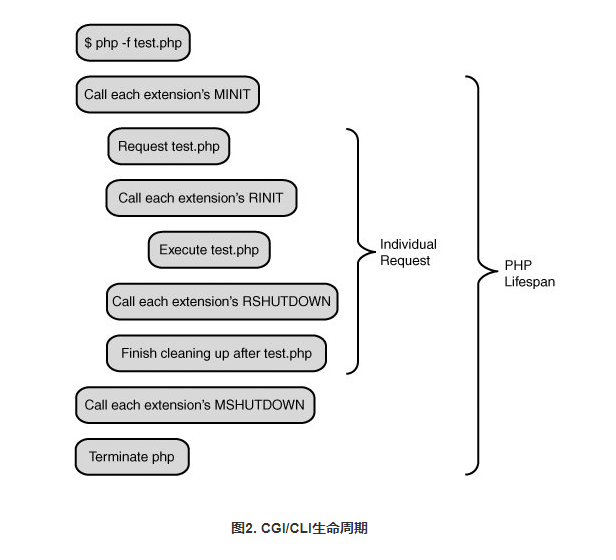 $ php -f test.php
Call each extension's MINIT
Request test.php
Call each extension's RINIT
Execute test.php
Individual
Request
PHP
Lifespan
Call each extension's RSHUTDOWN
Finish cleaning up after test.php
Call each extension's MSHUTDOWN
Terminate php
图2. CGI/CLI生命周期